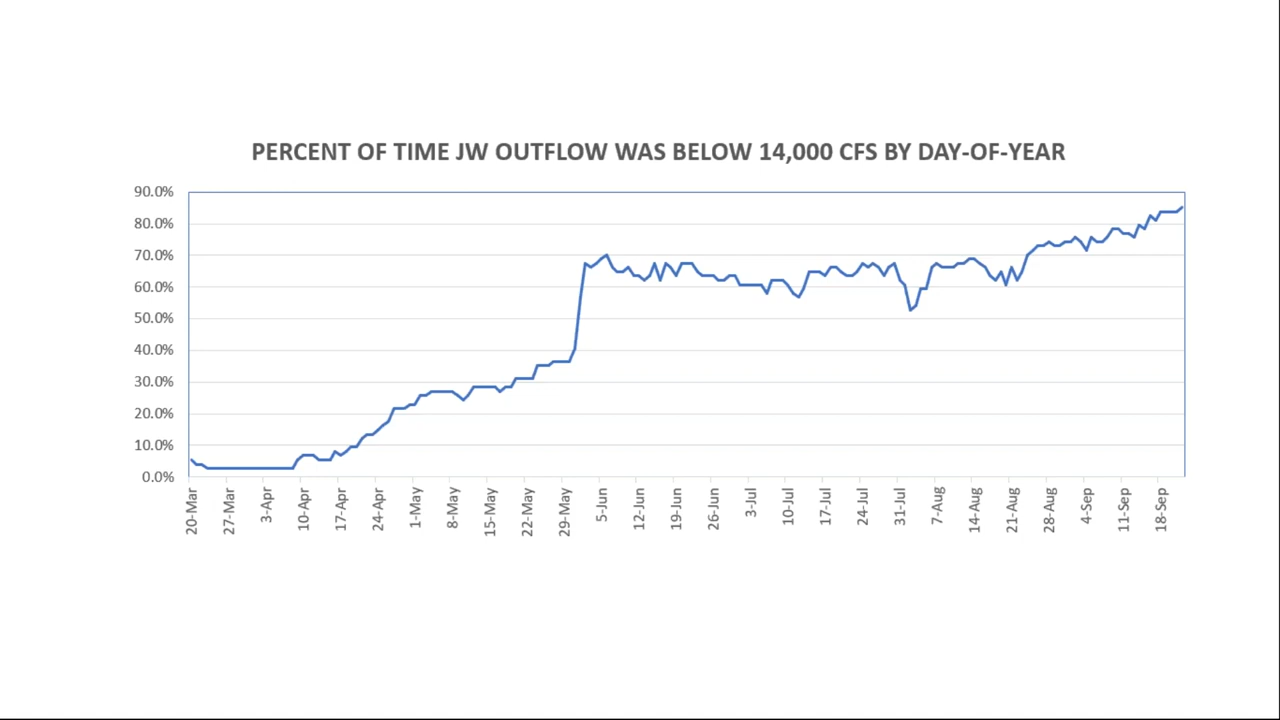 PERCENT OF TIME JW OUTFLOW WAS BELOW 14,000 CFS BY DAY-OF-YEAR
90.0%
80.0%
70.0%
60.0%
50.0%
40.0%
30.0%
20.0%
10.0%
0.0%
20-Mar
27-Mar
3-Apr
10-Apr
17-Apr
24-Apr
1-May
8-May
15-May
22-May
29-May
5-Jun
12-Jun
19-Jun
26-Jun
3-Jul
10-Jul
17-Jul
24-Jul
31-Jul
7-Aug
14-Aug
21-Aug
28-Aug
4-Sep
11-Sep
18-Sep